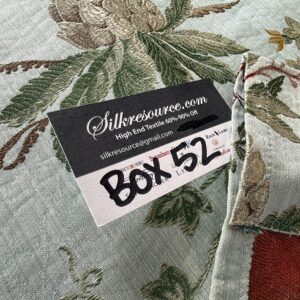 Silkresource.com
High End Textile 60%-90% Off
silkresource@gmail.com
Box 52